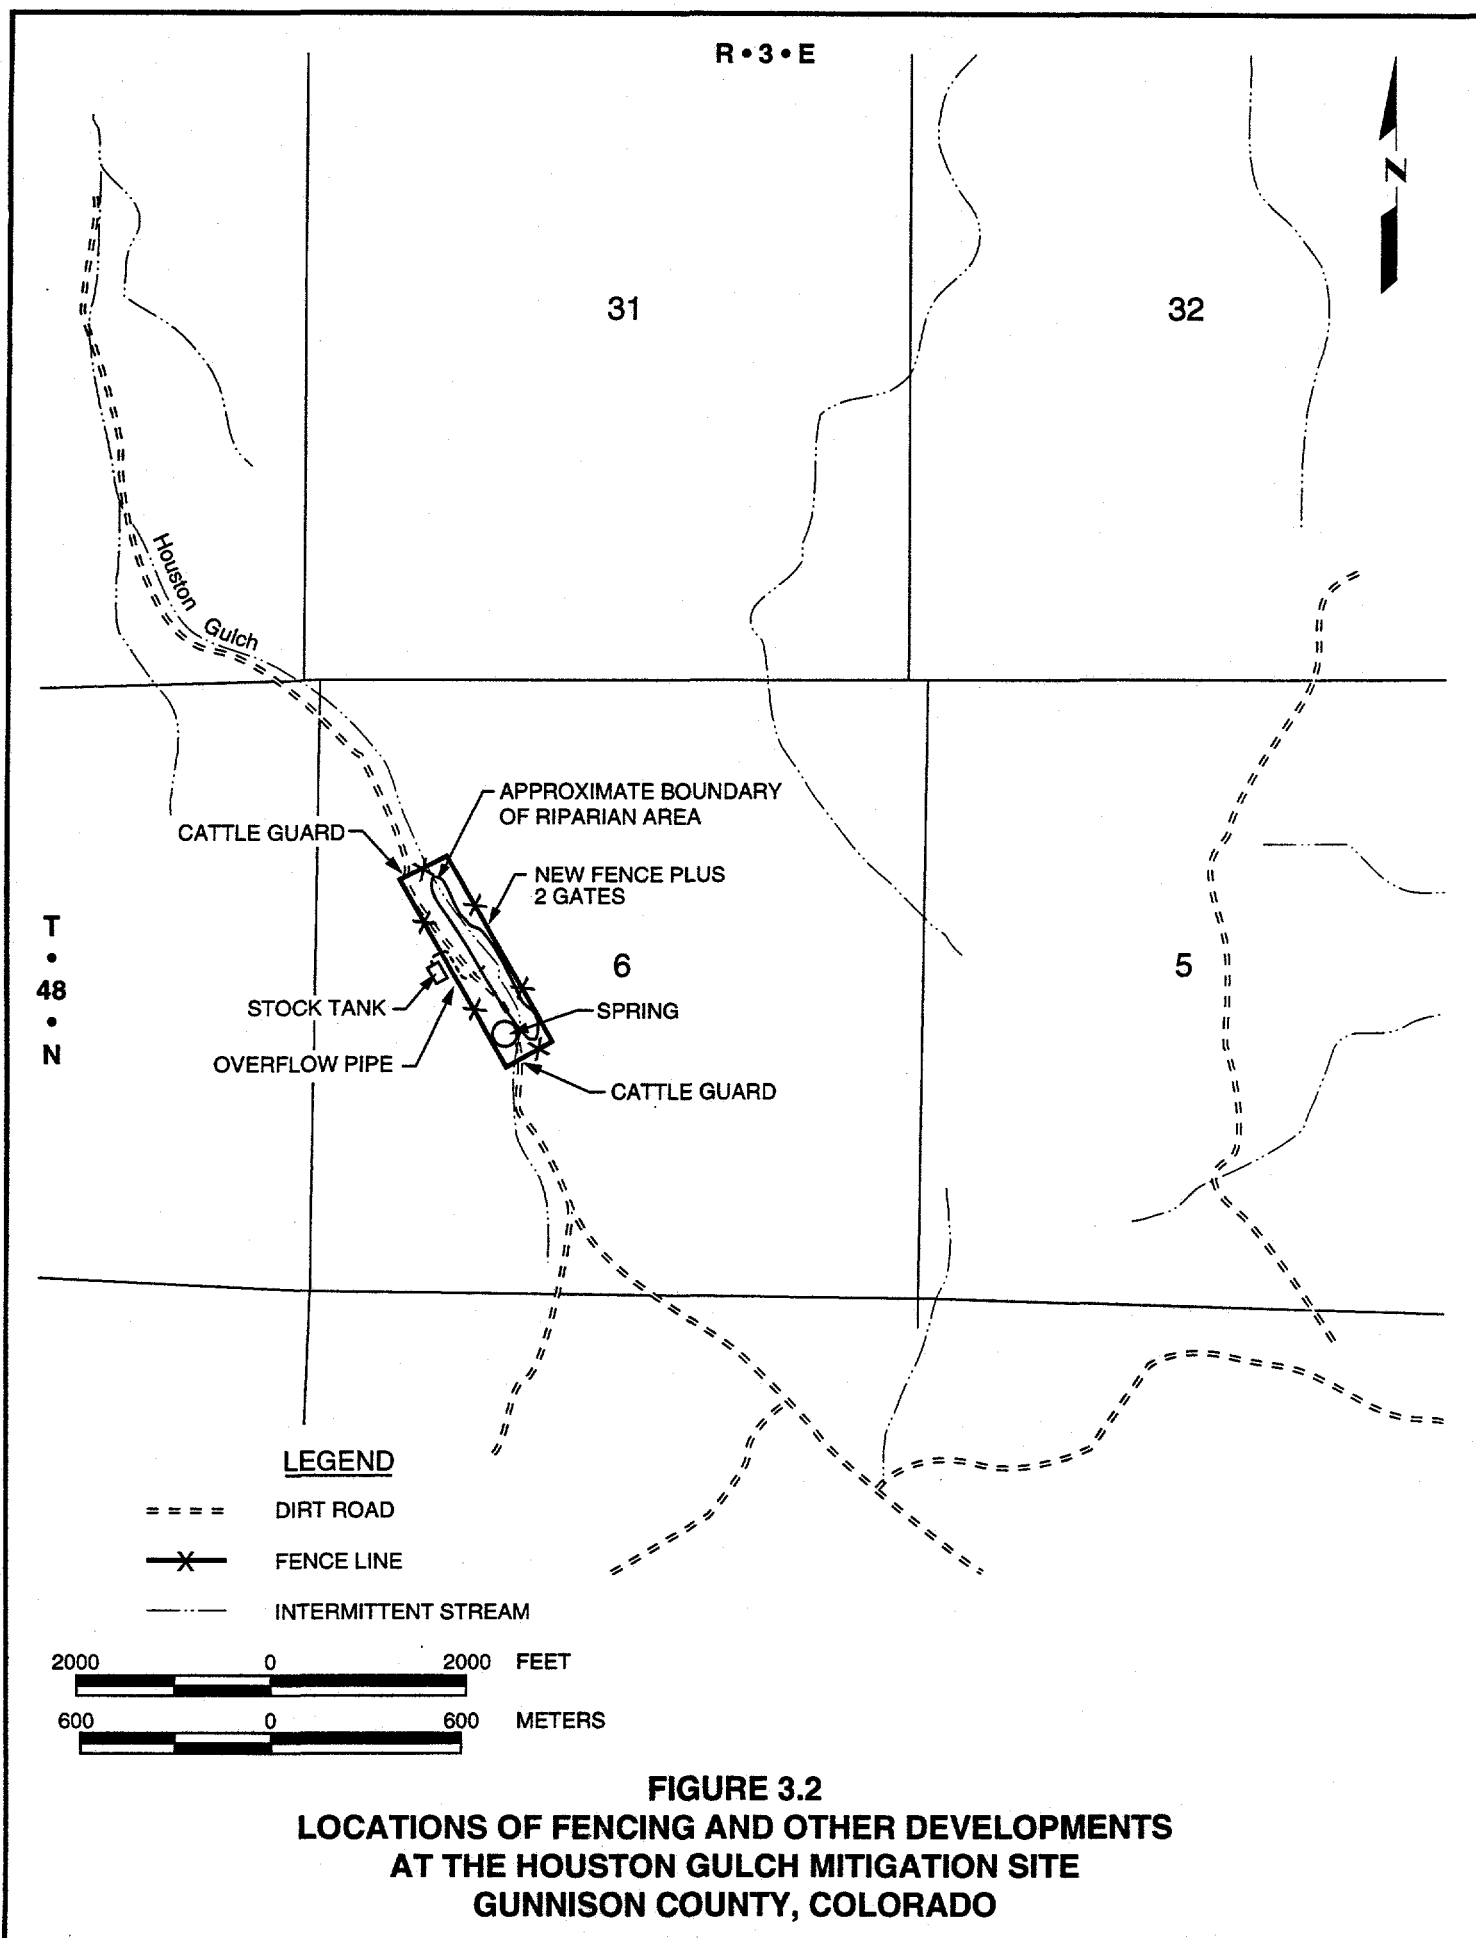 R • 3 • E
N
31
32
Houston
Gulch
APPROXIMATE BOUNDARY
OF RIPARIAN AREA
CATTLE GUARD
NEW FENCE PLUS
2 GATES
T
•
48
•
N
6
5
STOCK TANK
SPRING
OVERFLOW PIPE
CATTLE GUARD
LEGEND
DIRT ROAD
X FENCE LINE
INTERMITTENT STREAM
2000 0 2000 FEET
600 0 600 METERS
FIGURE 3.2
LOCATIONS OF FENCING AND OTHER DEVELOPMENTS
AT THE HOUSTON GULCH MITIGATION SITE
GUNNISON COUNTY, COLORADO